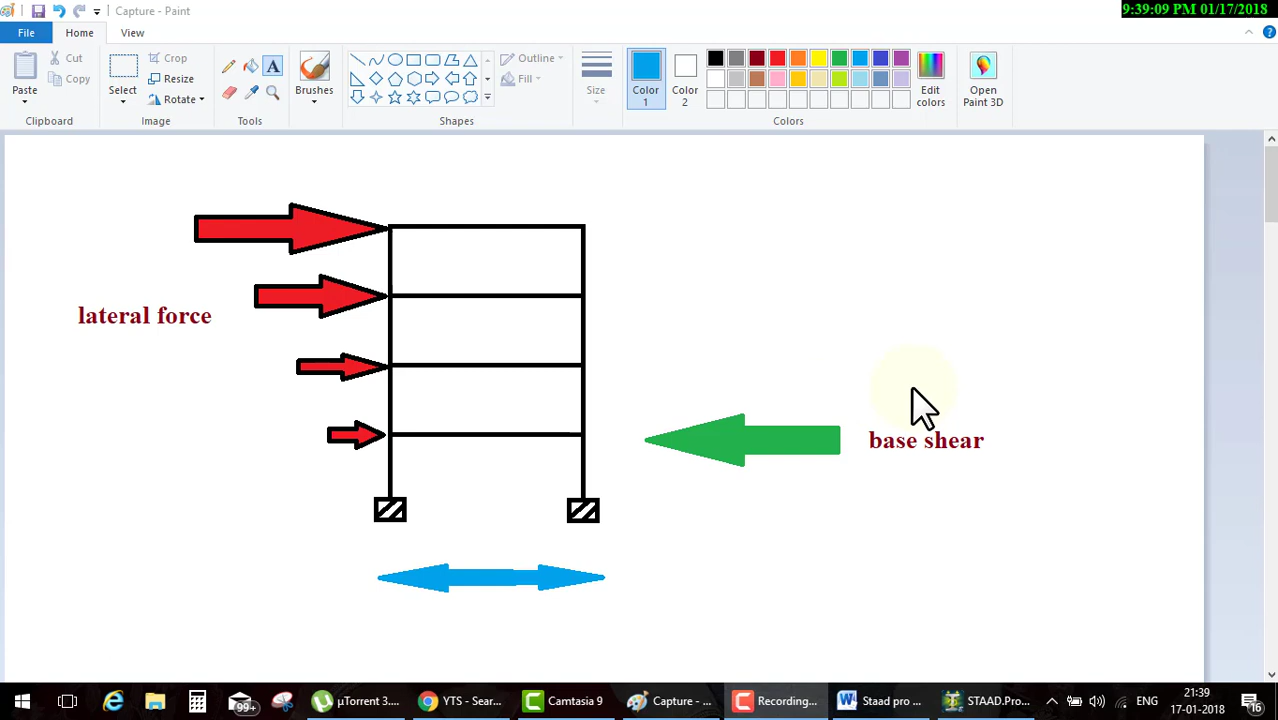 Capture - Paint
9:39:09 PM 01/17/2018
File
Home
View
Paste
Cut
Copy
Clipboard
Select
Crop
Resize
Rotate
Image
A
Tools
Brushes
Shapes
Outline
Fill
Size
Color 1
Color 2
Colors
Edit colors
Open Paint 3D
lateral force
base shear
99+
µTorrent 3....
YTS - Sear...
Camtasia 9
Capture - ...
Recording...
Staad pro ...
STAAD.Pro...
ENG
21:39
17-01-2018
16